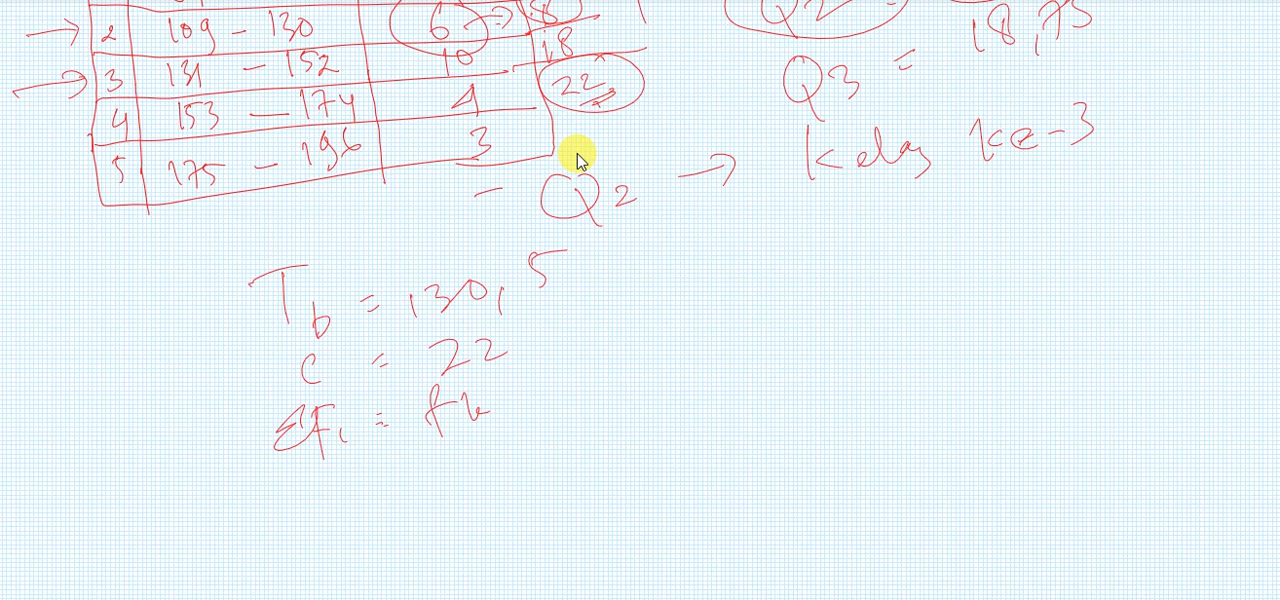 → 2 109 - 130 6 ⇒ 8
18
→ 3 131 - 152 10
22
4 153 - 174 4
5 175 - 196 3
Q2
18,75
Q3 =
- Q2 → Kelas ke-3
Tb = 130,5
C = 22
Σfi = fk